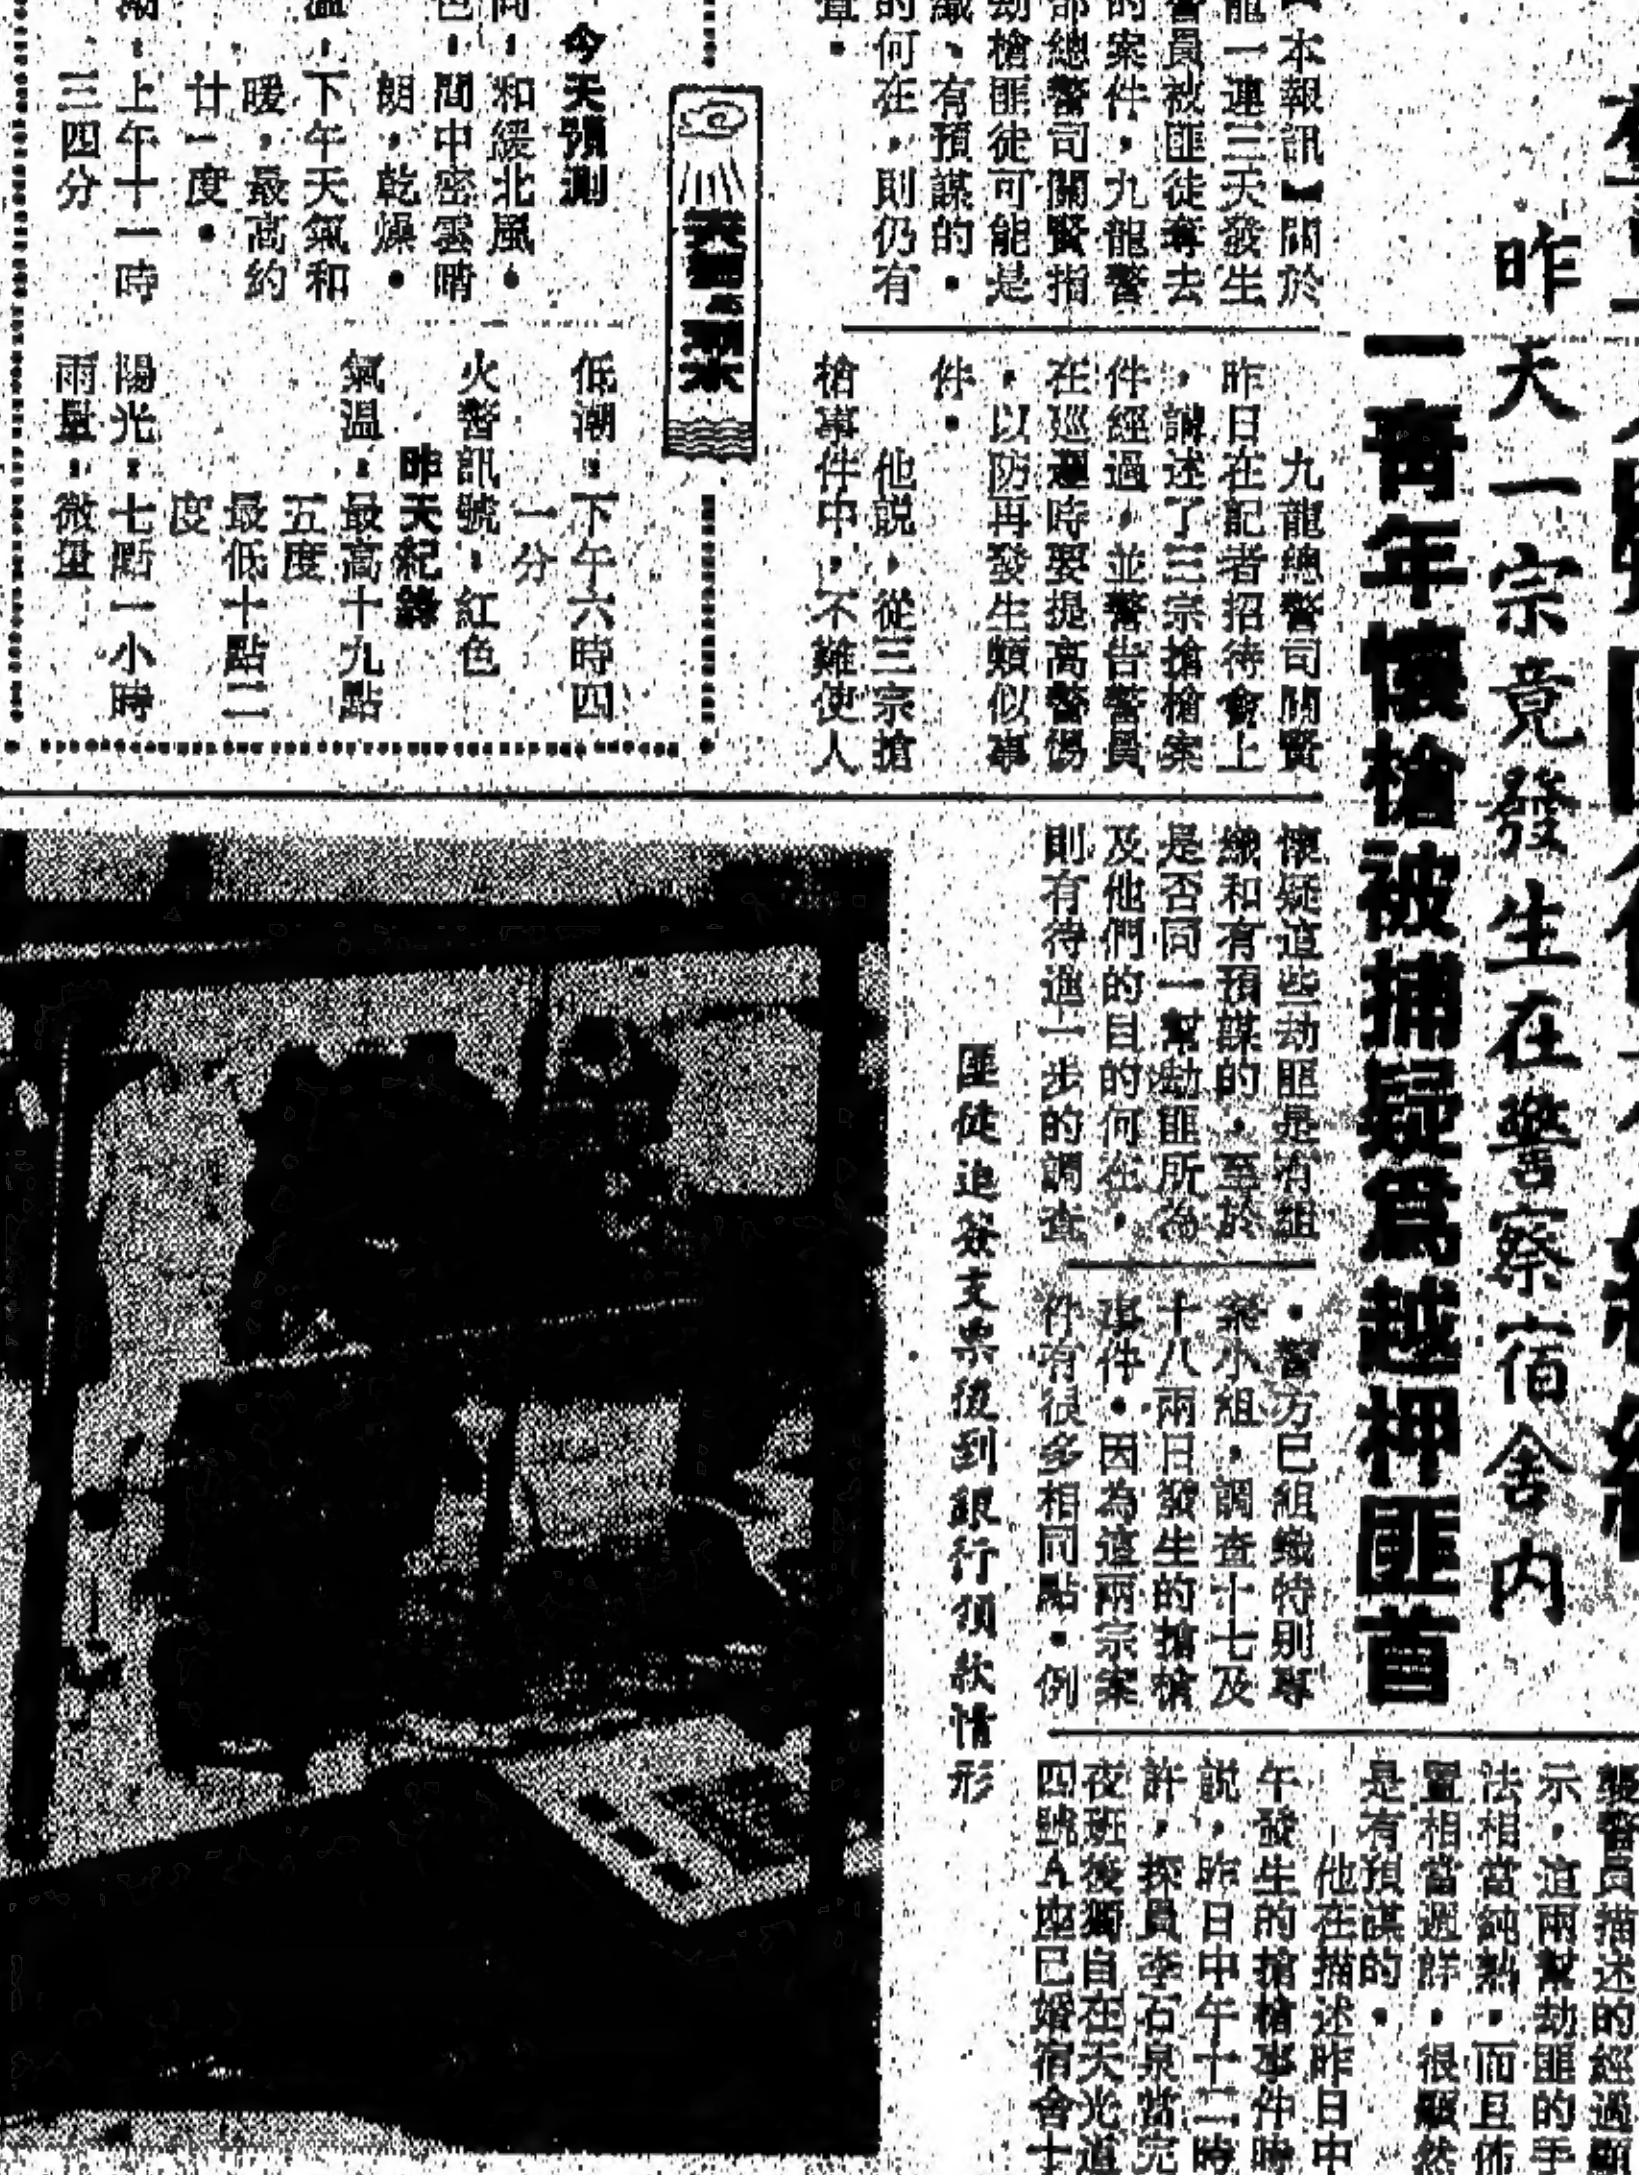 昨天一宗竟發生在警察宿舍內
一青年懷槍被捕疑爲越押匪首
【本報訊】關於
龍一連三天發生
警員被匪徒奪去
的案件，九龍警
部總警司關賢指
劫槍匪徒可能是
織、有預謀的。
的何在，則仍有
九龍總警司關賢
昨日在記者招待會上
，講述了三宗搶槍案
件經過，並警告警員
在巡邏時要提高警惕
，以防再發生類似事
件。
他說，從三宗搶
槍事件中，不難使人
懷疑這些劫匪是有組
織和有預謀的。至於
是否同一幫劫匪所為
及他們的目的何在，
則有待進一步的調查
。警方已組織特別專
案小組，調查十七及
十八兩日發生的搶槍
事件。因為這兩宗案
件有很多相同點。例
警員描述的經過顯
示，這兩幫劫匪的手
法相當純熟，而且佈
置相當週詳，很顯然
是有預謀的。
他在描述昨日中
午發生的搶槍事件時
說，昨日中午十二時
許，探員李石泉當完
夜班後獨自在天光道
四號A座已婚宿舍十
匪徒追簽支票後到銀行領款情形
天氣與潮水
今天預測
和緩北風。
間中密雲晴
朗，乾燥。
下午天氣和
暖，最高約
廿一度。
上午十一時
三四分
低潮：下午六時四
一分
火警訊號：紅色
昨天紀錄
氣溫：最高十九點
五度
最低十點二
度
陽光：七點一小時
雨量：微量